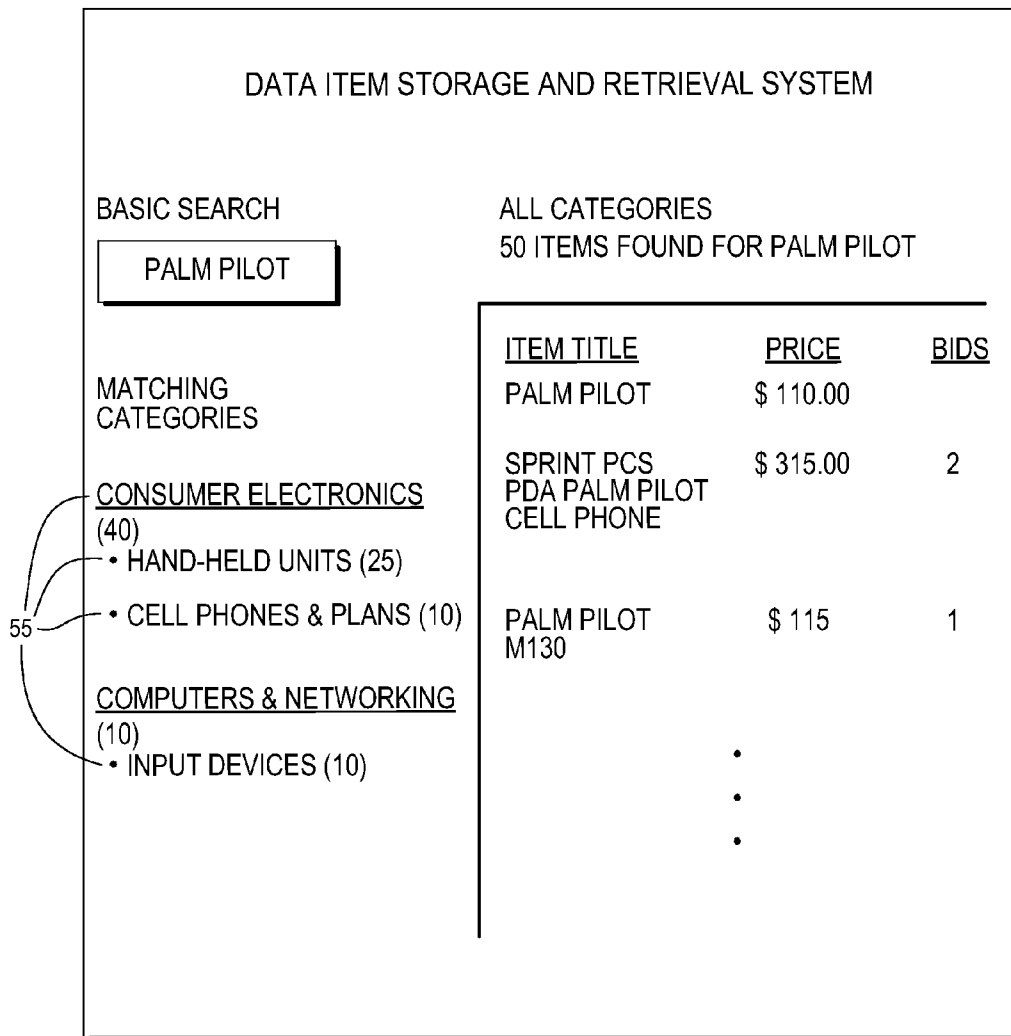 DATA ITEM STORAGE AND RETRIEVAL SYSTEM
BASIC SEARCH
PALM PILOT
MATCHING
CATEGORIES
CONSUMER ELECTRONICS
(40)
• HAND-HELD UNITS (25)
• CELL PHONES & PLANS (10)
55
COMPUTERS & NETWORKING
(10)
• INPUT DEVICES (10)
ALL CATEGORIES
50 ITEMS FOUND FOR PALM PILOT
ITEM TITLE PRICE BIDS
PALM PILOT $ 110.00
SPRINT PCS $ 315.00 2
PDA PALM PILOT
CELL PHONE
PALM PILOT $ 115 1
M130